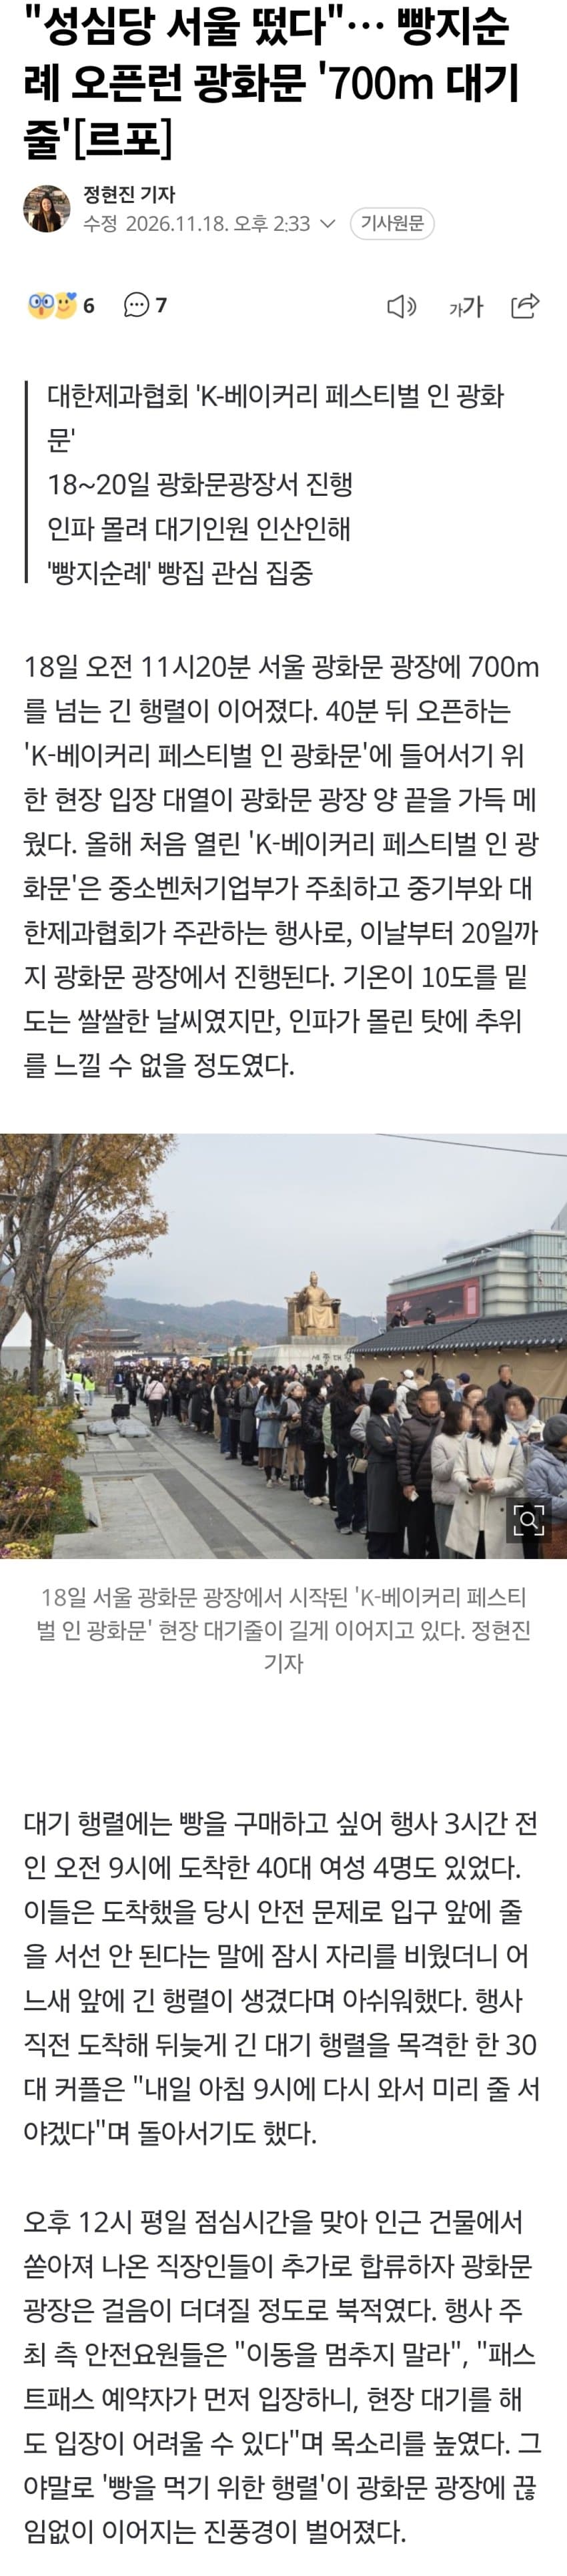 "성심당 서울 떴다"… 빵지순
례 오픈런 광화문 '700m 대기
줄'[르포]
정현진 기자
수정 2026.11.18. 오후 2:33
기사원문
6
7
가가
대한제과협회 'K-베이커리 페스티벌 인 광화
문'
18~20일 광화문광장서 진행
인파 몰려 대기인원 인산인해
'빵지순례' 빵집 관심 집중
18일 오전 11시20분 서울 광화문 광장에 700m
를 넘는 긴 행렬이 이어졌다. 40분 뒤 오픈하는
'K-베이커리 페스티벌 인 광화문'에 들어서기 위
한 현장 입장 대열이 광화문 광장 양 끝을 가득 메
웠다. 올해 처음 열린 'K-베이커리 페스티벌 인 광
화문'은 중소벤처기업부가 주최하고 중기부와 대
한제과협회가 주관하는 행사로, 이날부터 20일까
지 광화문 광장에서 진행된다. 기온이 10도를 밑
도는 쌀쌀한 날씨였지만, 인파가 몰린 탓에 추위
를 느낄 수 없을 정도였다.
세종대
18일 서울 광화문 광장에서 시작된 'K-베이커리 페스티
벌 인 광화문' 현장 대기줄이 길게 이어지고 있다. 정현진
기자
대기 행렬에는 빵을 구매하고 싶어 행사 3시간 전
인 오전 9시에 도착한 40대 여성 4명도 있었다.
이들은 도착했을 당시 안전 문제로 입구 앞에 줄
을 서선 안 된다는 말에 잠시 자리를 비웠더니 어
느새 앞에 긴 행렬이 생겼다며 아쉬워했다. 행사
직전 도착해 뒤늦게 긴 대기 행렬을 목격한 한 30
대 커플은 "내일 아침 9시에 다시 와서 미리 줄 서
야겠다"며 돌아서기도 했다.
오후 12시 평일 점심시간을 맞아 인근 건물에서
쏟아져 나온 직장인들이 추가로 합류하자 광화문
광장은 걸음이 더뎌질 정도로 북적였다. 행사 주
최 측 안전요원들은 "이동을 멈추지 말라", "패스
트패스 예약자가 먼저 입장하니, 현장 대기를 해
도 입장이 어려울 수 있다"며 목소리를 높였다. 그
야말로 '빵을 먹기 위한 행렬'이 광화문 광장에 끊
임없이 이어지는 진풍경이 벌어졌다.